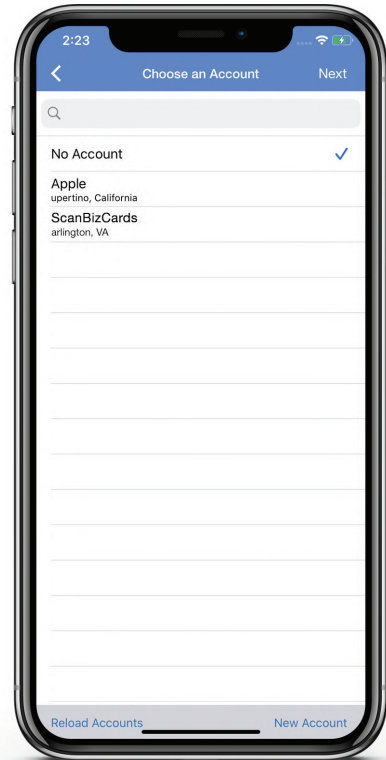 2:23
Choose an Account Next
No Account
Apple
upertino, California
ScanBizCards
arlington, VA
Reload Accounts New Account